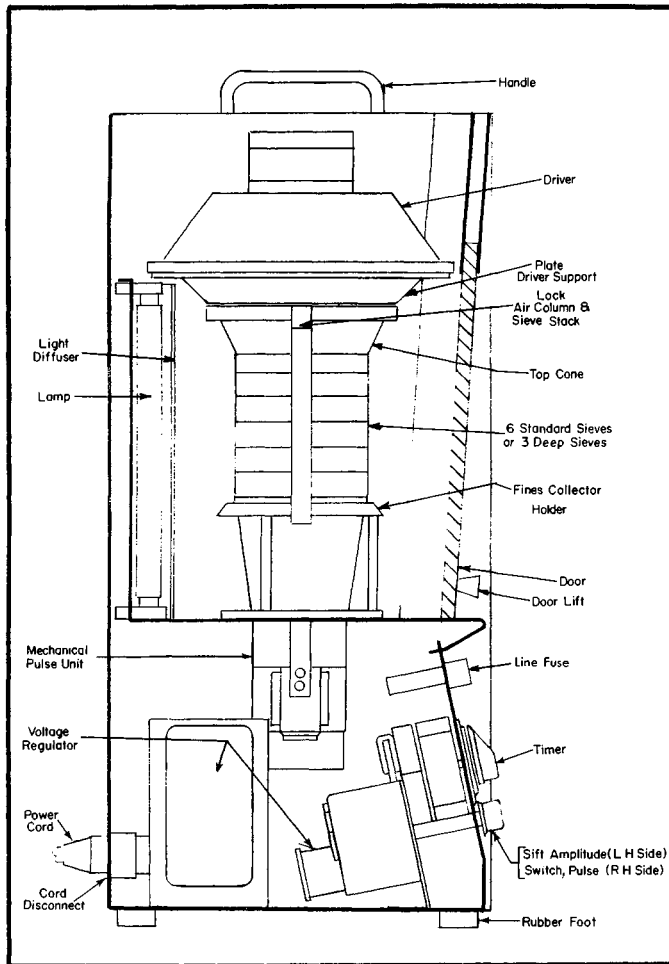 Handle
Driver
Plate
Driver Support
Lock
Air Column &
Sieve Stack
Light
Diffuser
Top Cone
Lamp
6 Standard Sieves
or 3 Deep Sieves
Fines Collector
Holder
Door
Door Lift
Mechanical
Pulse Unit
Line Fuse
Voltage
Regulator
Timer
Power
Cord
Sift Amplitude (L H Side)
Switch, Pulse (R H Side)
Cord
Disconnect
Rubber Foot